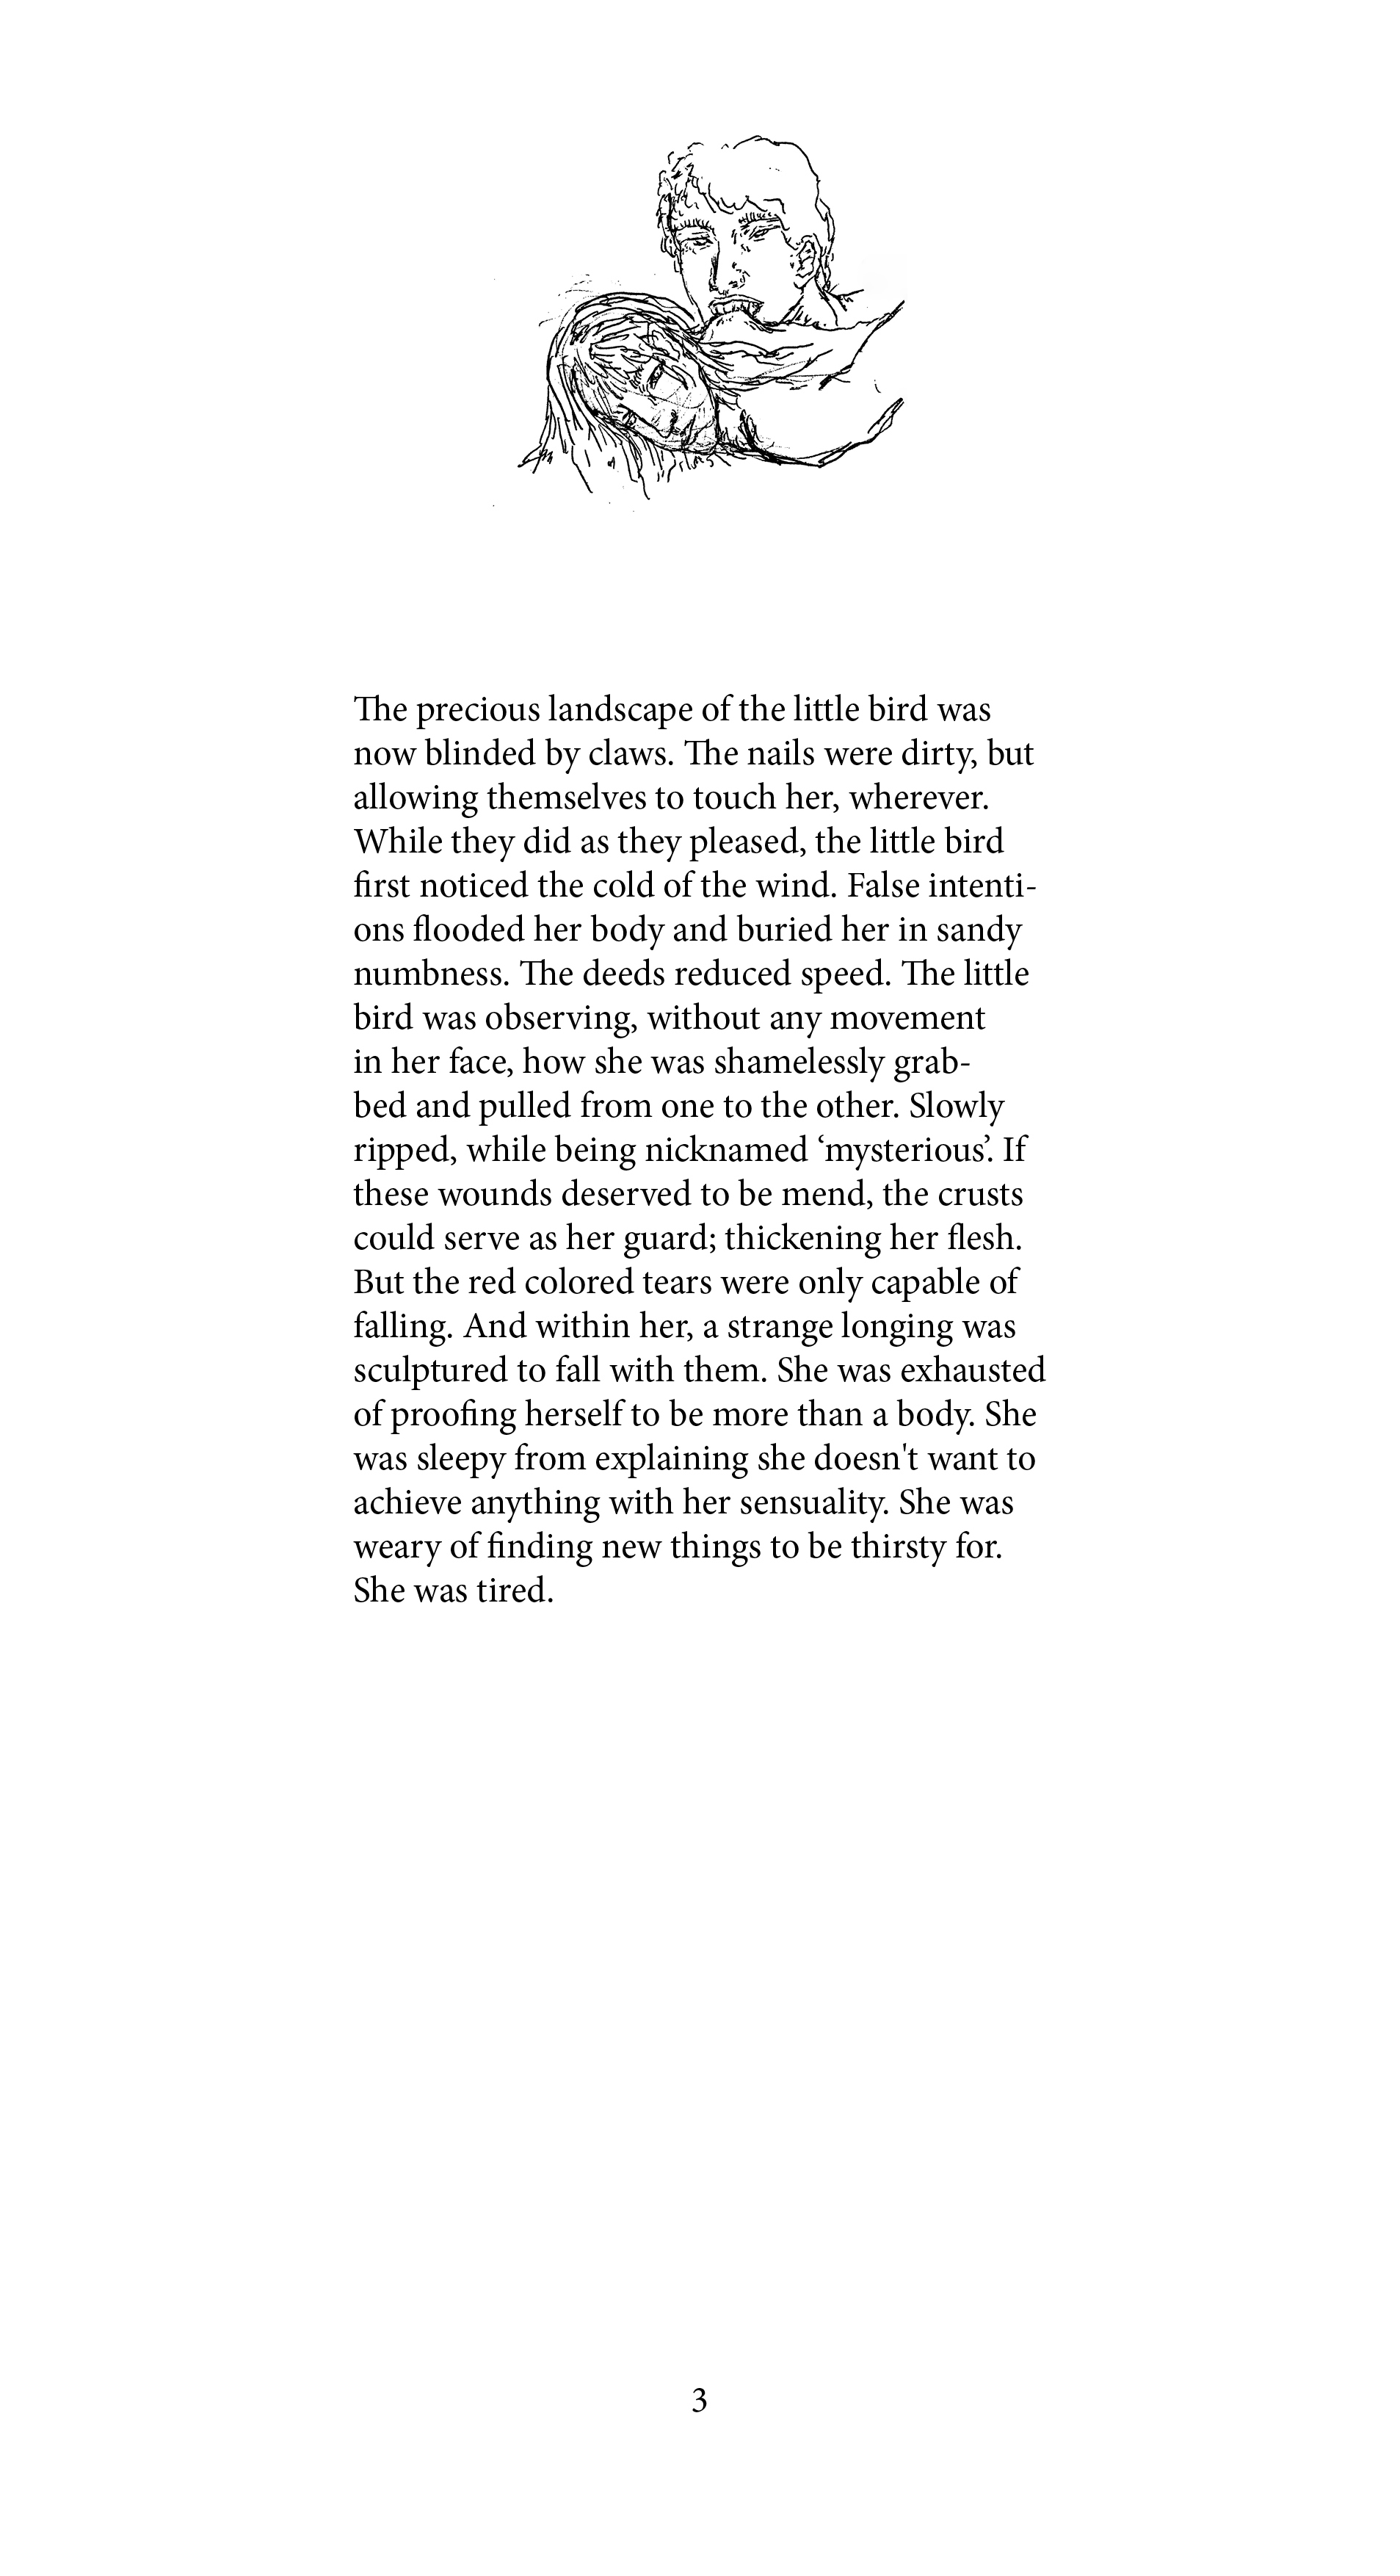 The precious landscape of the little bird was
now blinded by claws. The nails were dirty, but
allowing themselves to touch her, wherever.
While they did as they pleased, the little bird
first noticed the cold of the wind. False intenti-
ons flooded her body and buried her in sandy
numbness. The deeds reduced speed. The little
bird was observing, without any movement
in her face, how she was shamelessly grab-
bed and pulled from one to the other. Slowly
ripped, while being nicknamed ‘mysterious’. If
these wounds deserved to be mend, the crusts
could serve as her guard; thickening her flesh.
But the red colored tears were only capable of
falling. And within her, a strange longing was
sculptured to fall with them. She was exhausted
of proofing herself to be more than a body. She
was sleepy from explaining she doesn't want to
achieve anything with her sensuality. She was
weary of finding new things to be thirsty for.
She was tired.
3